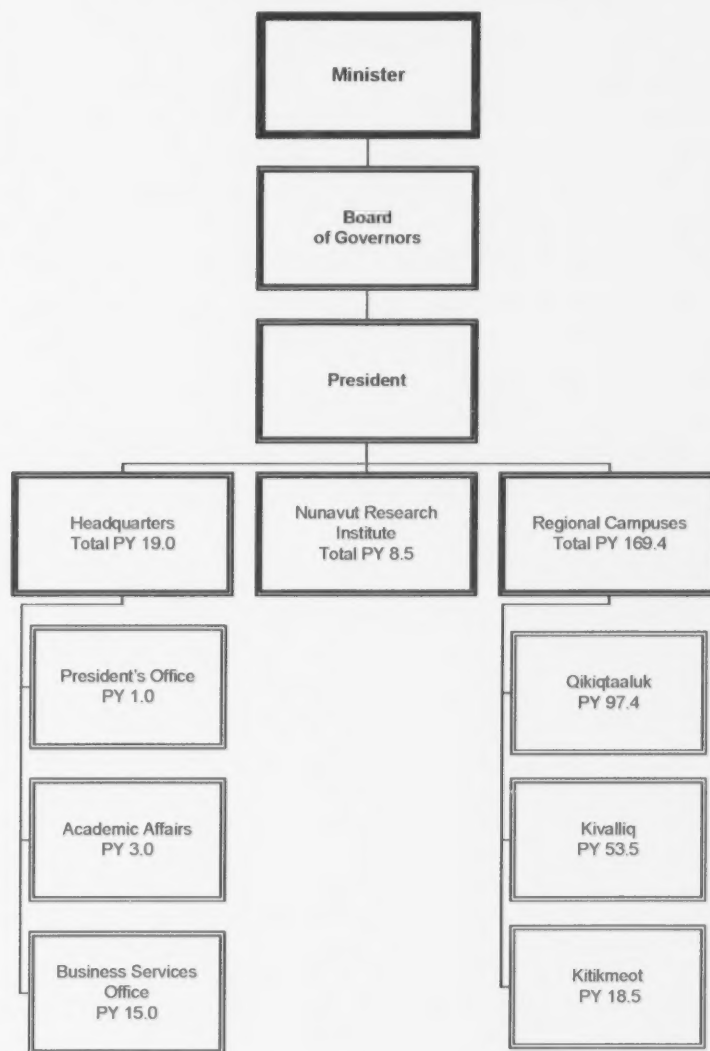 Minister
Board
of Governors
President
Headquarters
Total PY 19.0
Nunavut Research
Institute
Total PY 8.5
Regional Campuses
Total PY 169.4
President's Office
PY 1.0
Academic Affairs
PY 3.0
Business Services
Office
PY 15.0
Qikiqtaaluk
PY 97.4
Kivalliq
PY 53.5
Kitikmeot
PY 18.5